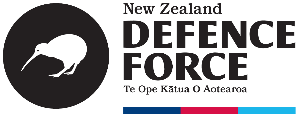 New Zealand
DEFENCE
FORCE
Te Ope Kātua O Aotearoa